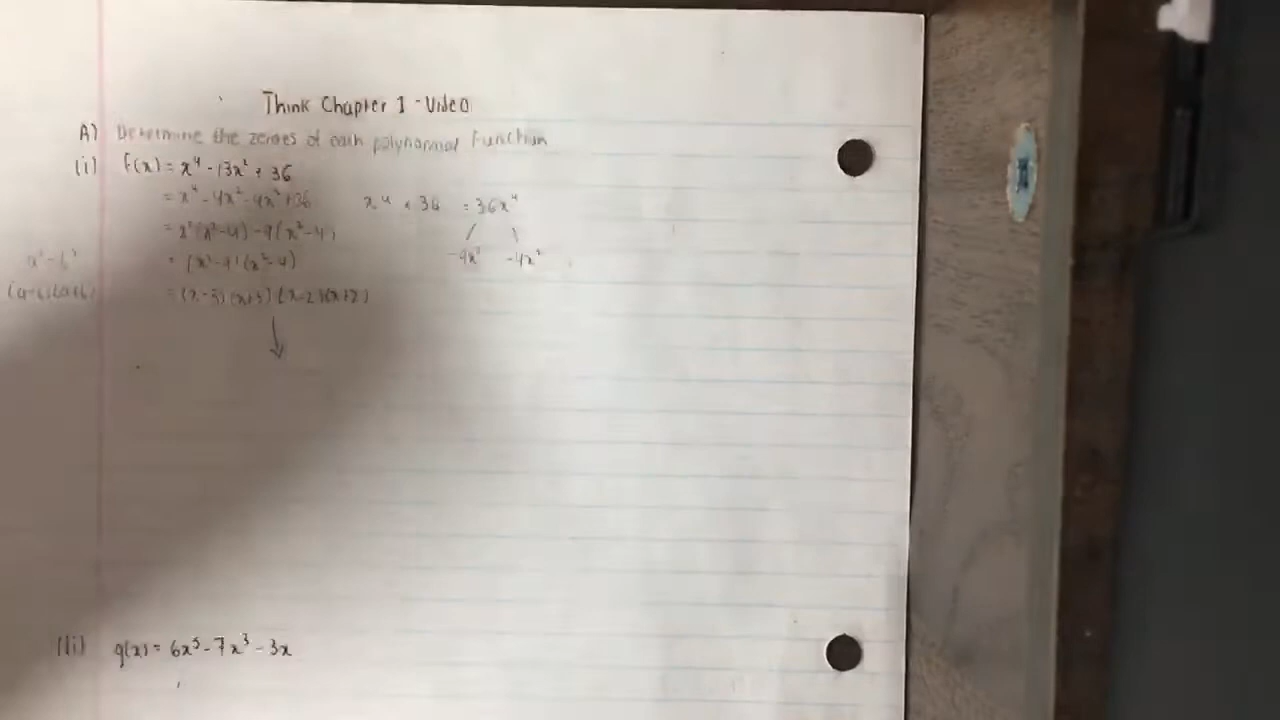 Think Chapter 1 - Video
A) Determine the zeroes of each polynomial function
(i) f(x) = x⁴ - 13x² + 36
= x⁴ - 4x² - 9x² + 36 x⁴ × 36 = 36x⁴
= x²(x²-4) - 9(x²-4) -9x² -4x²
a² - b² = (x²-9)(x²-4)
(a-b)(a+b) = (x-3)(x+3)(x-2)(x+2)
(ii) g(x) = 6x⁵ - 7x³ - 3x